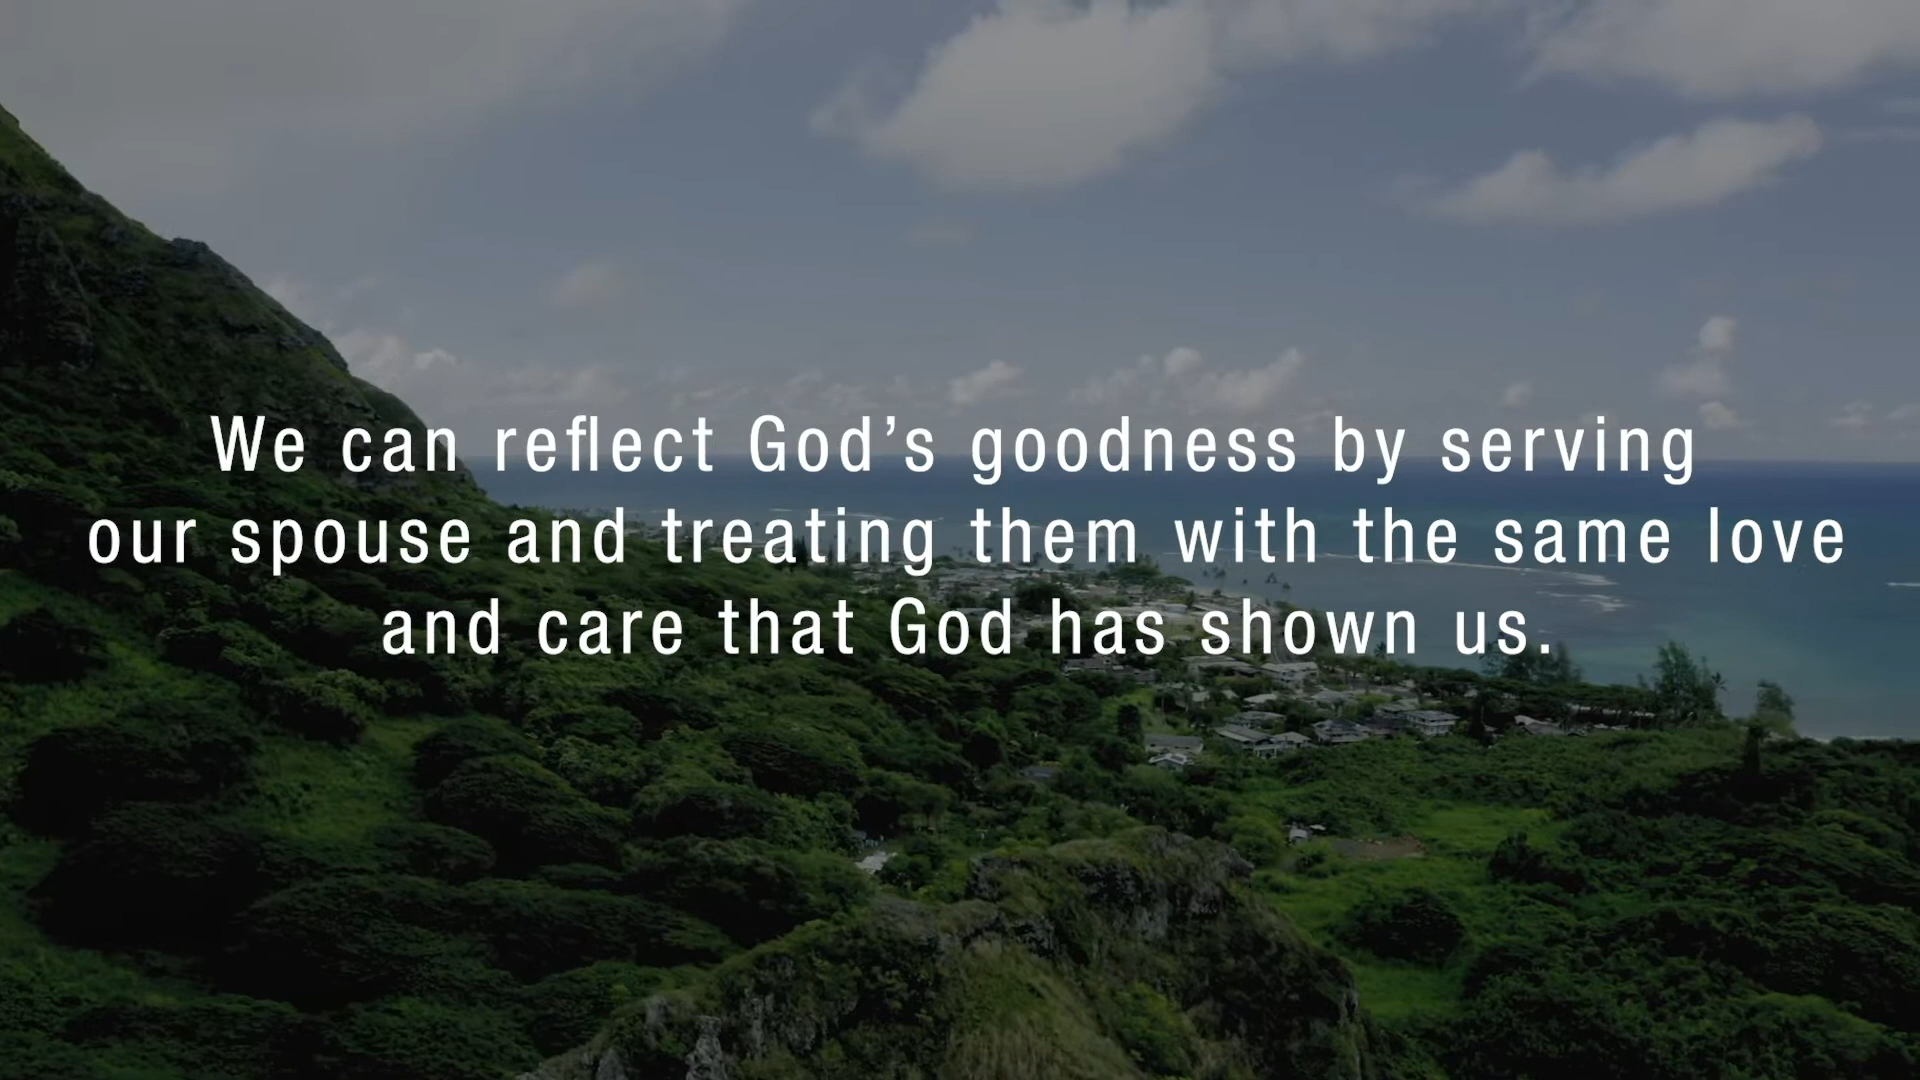 We can reflect God’s goodness by serving
our spouse and treating them with the same love
and care that God has shown us.